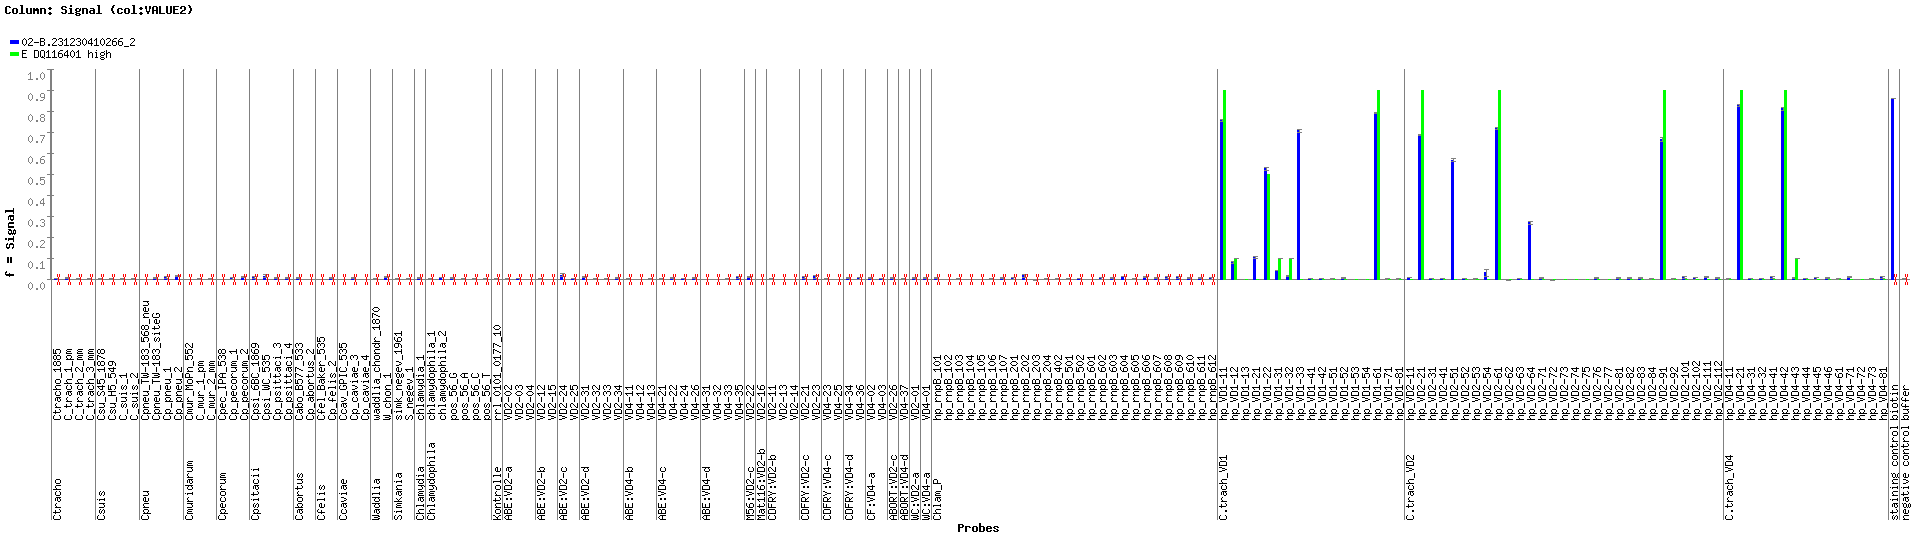 Column: Signal (col:VALUE2)
02-B.231230410266_2
E DQ116401 high
1.0
0.9
0.8
0.7
0.6
0.5
0.4
0.3
0.2
0.1
0.0
f = Signal
Ctracho_1885
C_trach_1_pm
C_trach_2_mm
C_trach_3_mm
Csu_S45_1878
Csu_H5_549
C_suis_1
C_suis_2
Cpneu_TW-183_568_neu
Cpneu_TW-183_siteG
Cp_pneu_1
Cp_pneu_2
Cmur_MoPn_552
C_mur_1_pm
C_mur_2_mm
Cpec_TPA_538
Cp_pecorum_1
Cp_pecorum_2
Cpsi_6BC_1869
Cpsi_WC_535
Cp_psittaci_3
Cp_psittaci_4
Cabo_B577_533
Cp_abortus_2
Cfe_Baker_535
Cp_felis_2
Ccav_GPIC_535
Cp_caviae_3
Cp_caviae_4
waddlia_chondr_1870
W_chon_1
simk_negev_1961
S_negev_1
chlamydia_1
chlamydophila_1
chlamydophila_2
pos_56_G
pos_56_A
pos_56_C
pos_56_T
rrl_0101_0177_10
VD2-02
VD2-03
VD2-04
VD2-12
VD2-15
VD2-24
VD2-25
VD2-31
VD2-32
VD2-33
VD2-34
VD4-11
VD4-12
VD4-13
VD4-21
VD4-22
VD4-24
VD4-26
VD4-31
VD4-32
VD4-33
VD4-35
VD2-22
VD2-16
VD2-11
VD2-13
VD2-14
VD2-21
VD2-23
VD4-23
VD4-25
VD4-34
VD4-36
VD4-02
VD4-03
VD2-26
VD4-37
VD2-01
VD4-01
hp_rnpB_101
hp_rnpB_102
hp_rnpB_103
hp_rnpB_104
hp_rnpB_105
hp_rnpB_106
hp_rnpB_107
hp_rnpB_201
hp_rnpB_202
hp_rnpB_203
hp_rnpB_204
hp_rnpB_402
hp_rnpB_501
hp_rnpB_502
hp_rnpB_601
hp_rnpB_602
hp_rnpB_603
hp_rnpB_604
hp_rnpB_605
hp_rnpB_606
hp_rnpB_607
hp_rnpB_608
hp_rnpB_609
hp_rnpB_610
hp_rnpB_611
hp_rnpB_612
hp_VD1-11
hp_VD1-12
hp_VD1-13
hp_VD1-21
hp_VD1-22
hp_VD1-31
hp_VD1-32
hp_VD1-33
hp_VD1-41
hp_VD1-42
hp_VD1-51
hp_VD1-52
hp_VD1-53
hp_VD1-54
hp_VD1-61
hp_VD1-71
hp_VD1-81
hp_VD2-11
hp_VD2-21
hp_VD2-31
hp_VD2-41
hp_VD2-51
hp_VD2-52
hp_VD2-53
hp_VD2-54
hp_VD2-61
hp_VD2-62
hp_VD2-63
hp_VD2-64
hp_VD2-71
hp_VD2-72
hp_VD2-73
hp_VD2-74
hp_VD2-75
hp_VD2-76
hp_VD2-77
hp_VD2-81
hp_VD2-82
hp_VD2-83
hp_VD2-84
hp_VD2-91
hp_VD2-92
hp_VD2-101
hp_VD2-102
hp_VD2-111
hp_VD2-112
hp_VD4-11
hp_VD4-21
hp_VD4-31
hp_VD4-32
hp_VD4-41
hp_VD4-42
hp_VD4-43
hp_VD4-44
hp_VD4-45
hp_VD4-46
hp_VD4-61
hp_VD4-71
hp_VD4-72
hp_VD4-73
hp_VD4-81
staining control biotin
negative control buffer
Ctracho
Csuis
Cpneu
Cmuridarum
Cpecorum
Cpsitacii
Cabortus
Cfelis
Ccaviae
Waddlia
Simkania
Chlamydia
Chlamydophila
Kontrolle
ABE:VD2-a
ABE:VD2-b
ABE:VD2-c
ABE:VD2-d
ABE:VD4-b
ABE:VD4-c
ABE:VD4-d
M56:VD2-c
Mat116:VD2-b
CDFRY:VD2-b
CDFRY:VD2-c
CDFRY:VD4-c
CDFRY:VD4-d
CF:VD4-a
ABORT:VD2-c
ABORT:VD4-d
WC:VD2-a
WC:VD4-a
Chlam_P
C.trach_VD1
C.trach_VD2
C.trach_VD4
Probes